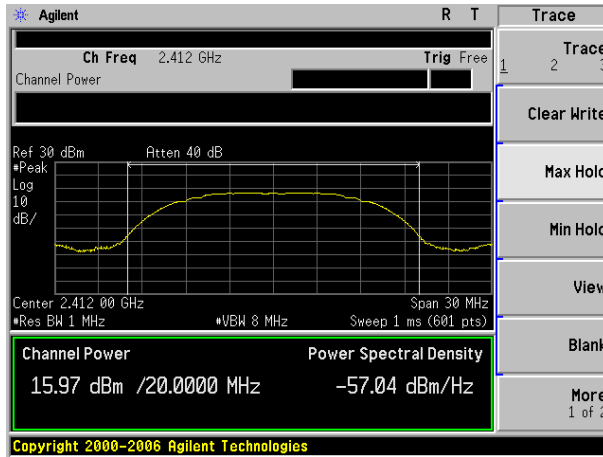 Agilent R T Trace
Ch Freq 2.412 GHz Trig Free
Channel Power
Trace
1 2 3
Clear Write
Max Hold
Min Hold
View
Blank
More
1 of 2
Ref 30 dBm Atten 40 dB
#Peak
Log
10
dB/
Center 2.412 00 GHz Span 30 MHz
#Res BW 1 MHz #VBW 8 MHz Sweep 1 ms (601 pts)
Channel Power Power Spectral Density
15.97 dBm /20.0000 MHz -57.04 dBm/Hz
Copyright 2000-2006 Agilent Technologies